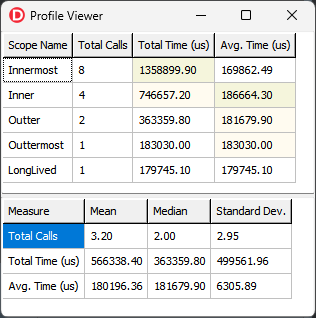 Profile Viewer
Scope Name Total Calls Total Time (us) Avg. Time (us)
Innermost 8 1358899.90 169862.49
Inner 4 746657.20 186664.30
Outter 2 363359.80 181679.90
Outtermost 1 183030.00 183030.00
LongLived 1 179745.10 179745.10
Measure Mean Median Standard Dev.
Total Calls 3.20 2.00 2.95
Total Time (us) 566338.40 363359.80 499561.96
Avg. Time (us) 180196.36 181679.90 6305.89